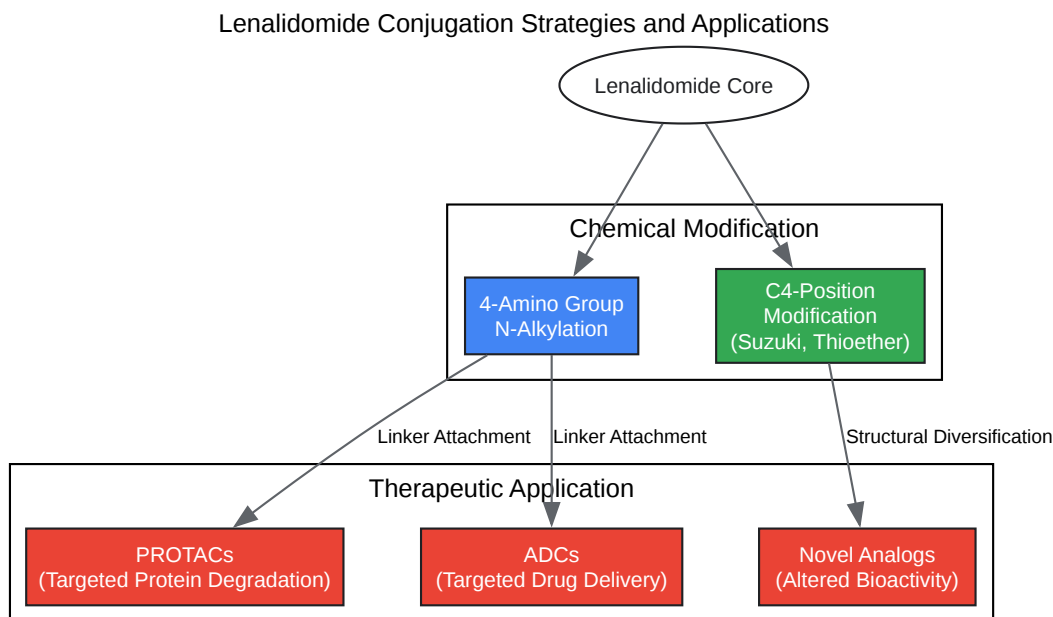 Lenalidomide Conjugation Strategies and Applications
Lenalidomide Core
Chemical Modification
4-Amino Group
N-Alkylation
C4-Position
Modification
(Suzuki, Thioether)
Linker Attachment
Linker Attachment
Structural Diversification
Therapeutic Application
PROTACs
(Targeted Protein Degradation)
ADCs
(Targeted Drug Delivery)
Novel Analogs
(Altered Bioactivity)